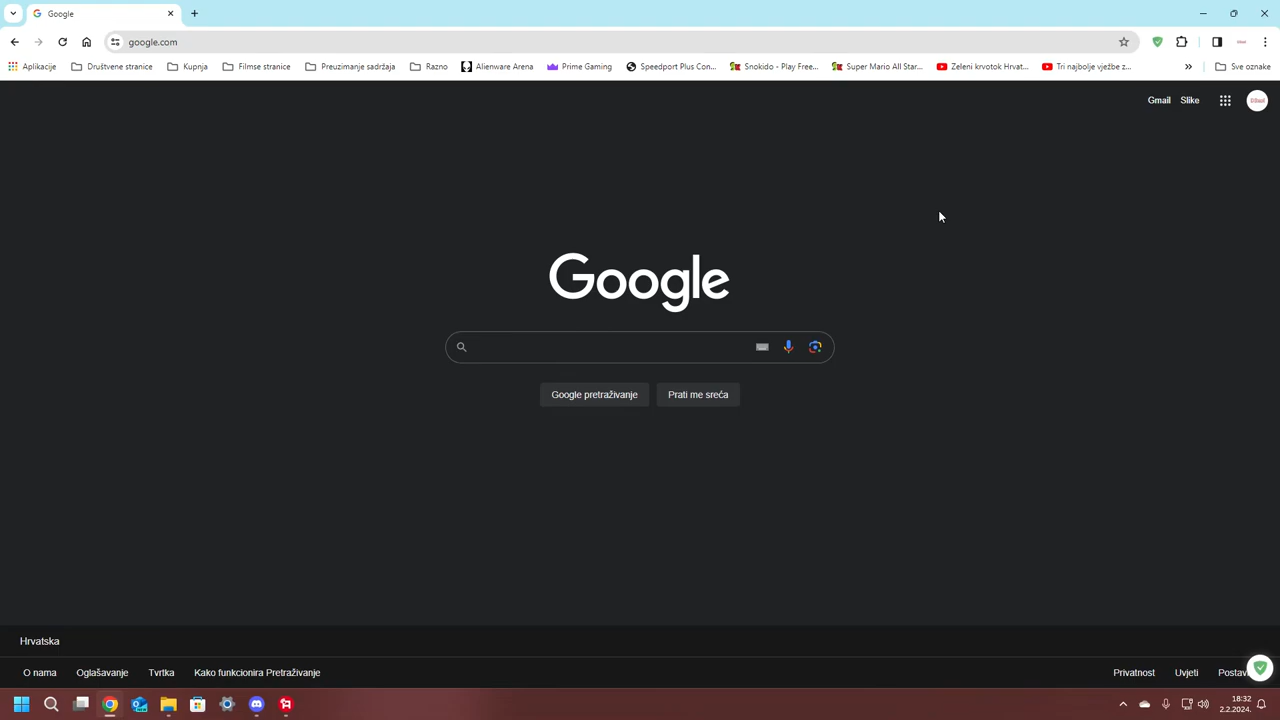 Google
google.com
Aplikacije
Društvene stranice
Kupnja
Filmse stranice
Preuzimanje sadržaja
Razno
Alienware Arena
Prime Gaming
Speedport Plus Con...
Snokido - Play Free...
Super Mario All Star...
Zeleni krvotok Hrvat...
Tri najbolje vježbe z...
Sve oznake
Gmail
Slike
Google
Google pretraživanje
Prati me sreća
Hrvatska
O nama
Oglašavanje
Tvrtka
Kako funkcionira Pretraživanje
Privatnost
Uvjeti
Postav
18:32
2.2.2024.